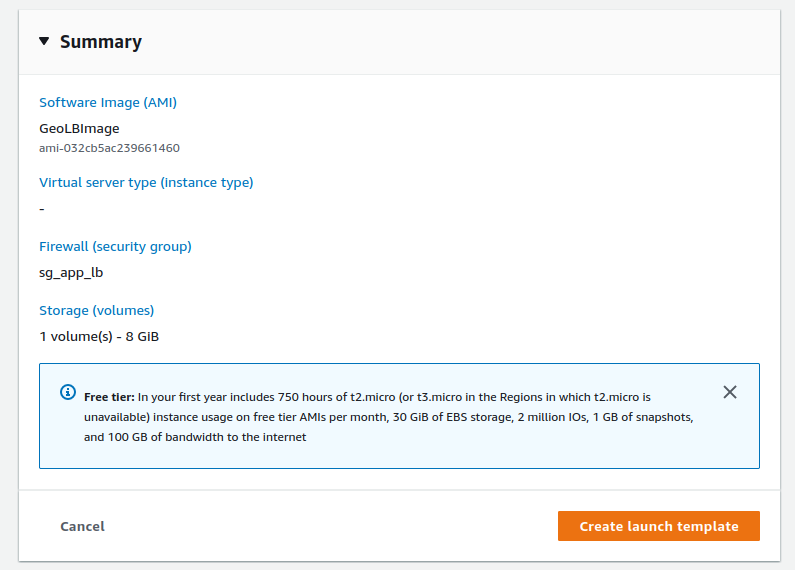 Summary
Software Image (AMI)
GeoLBImage
ami-032cb5ac239661460
Virtual server type (instance type)
-
Firewall (security group)
sg_app_lb
Storage (volumes)
1 volume(s) - 8 GiB
Free tier: In your first year includes 750 hours of t2.micro (or t3.micro in the Regions in which t2.micro is
unavailable) instance usage on free tier AMIs per month, 30 GiB of EBS storage, 2 million IOs, 1 GB of snapshots,
and 100 GB of bandwidth to the internet
Cancel
Create launch template